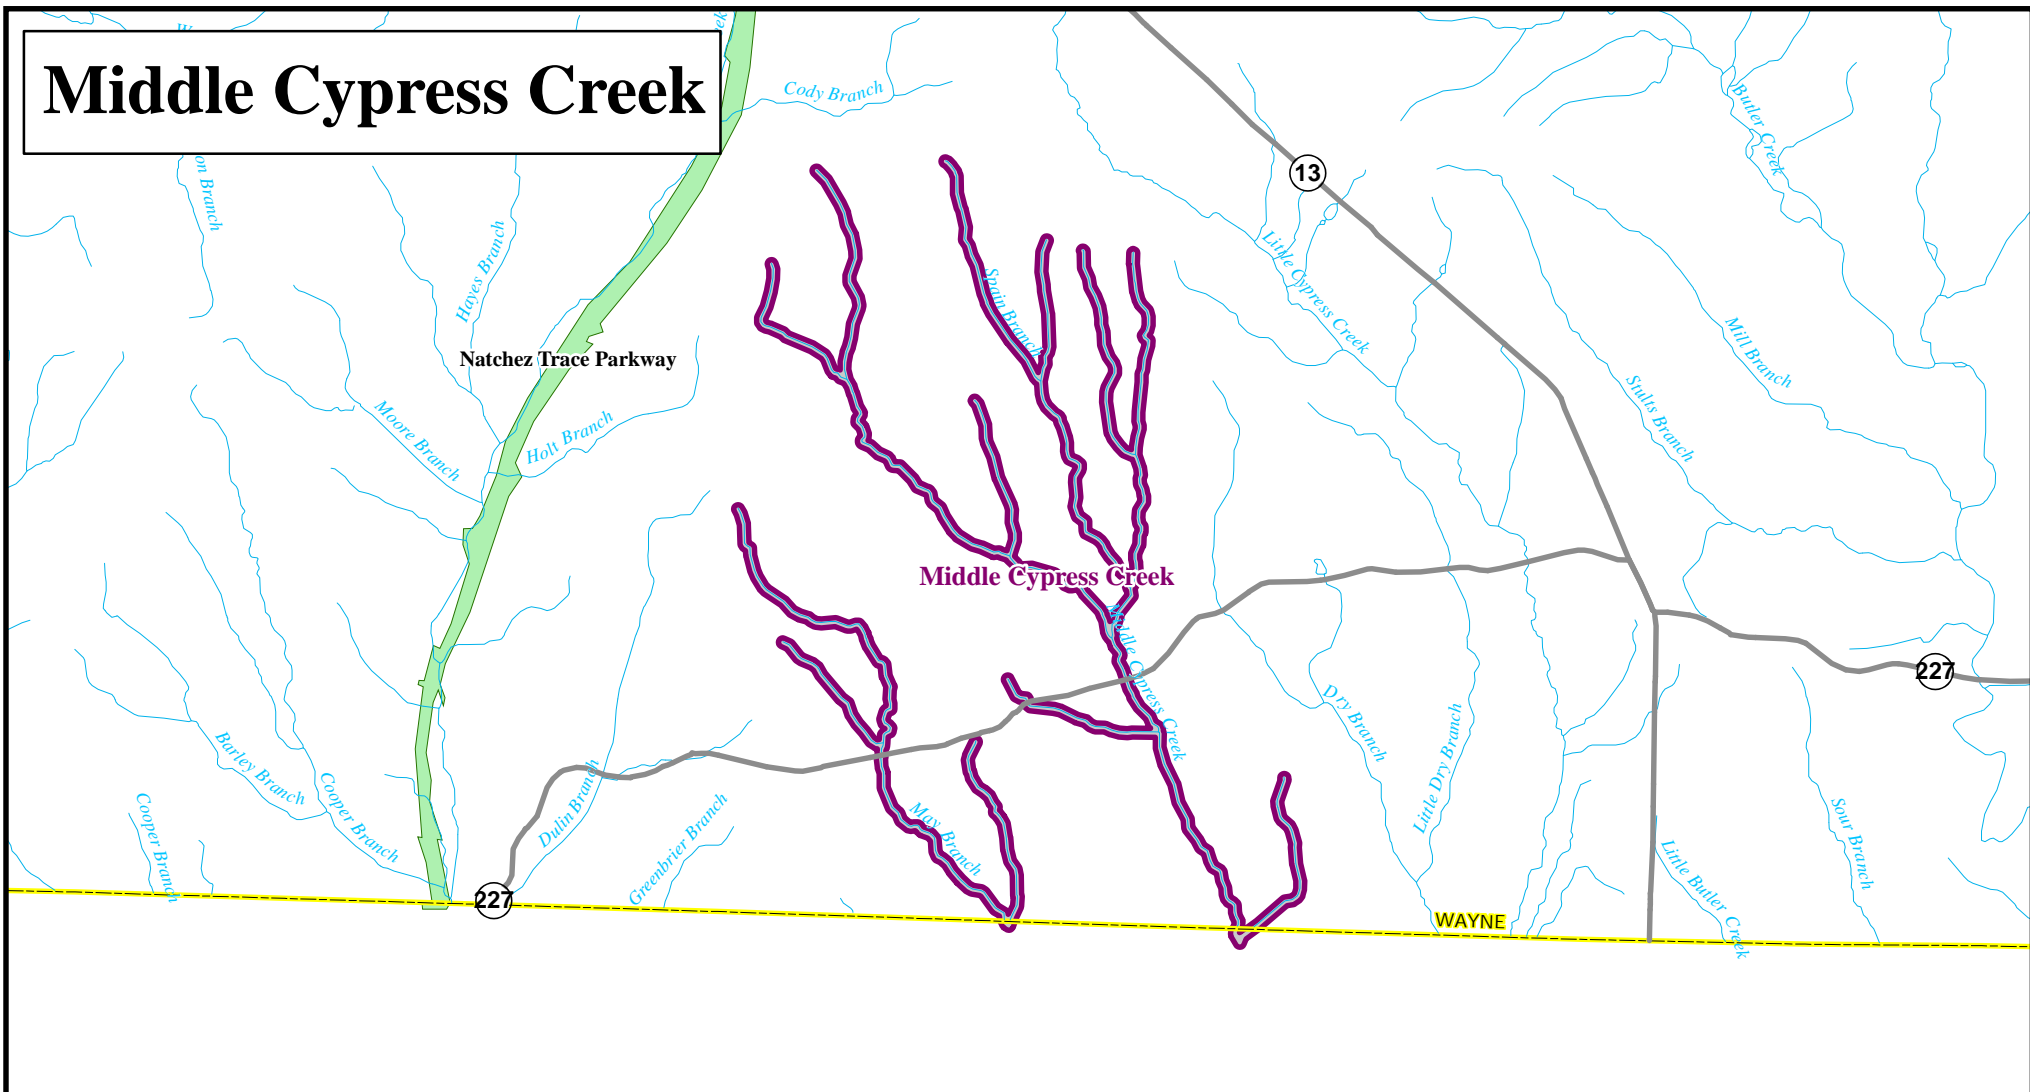 Middle Cypress Creek
Cody Branch
Butler Creek
13
on Branch
Hayes Branch
Little Cypress Creek
Spain Branch
Natchez Trace Parkway
Mill Branch
Moore Branch
Holt Branch
Stults Branch
Middle Cypress Creek
Middle Cypress Creek
227
Dry Branch
Little Dry Branch
Barley Branch
Cooper Branch
Cooper Branch
Dulin Branch
Greenbrier Branch
May Branch
Sour Branch
Little Butler Creek
227
WAYNE